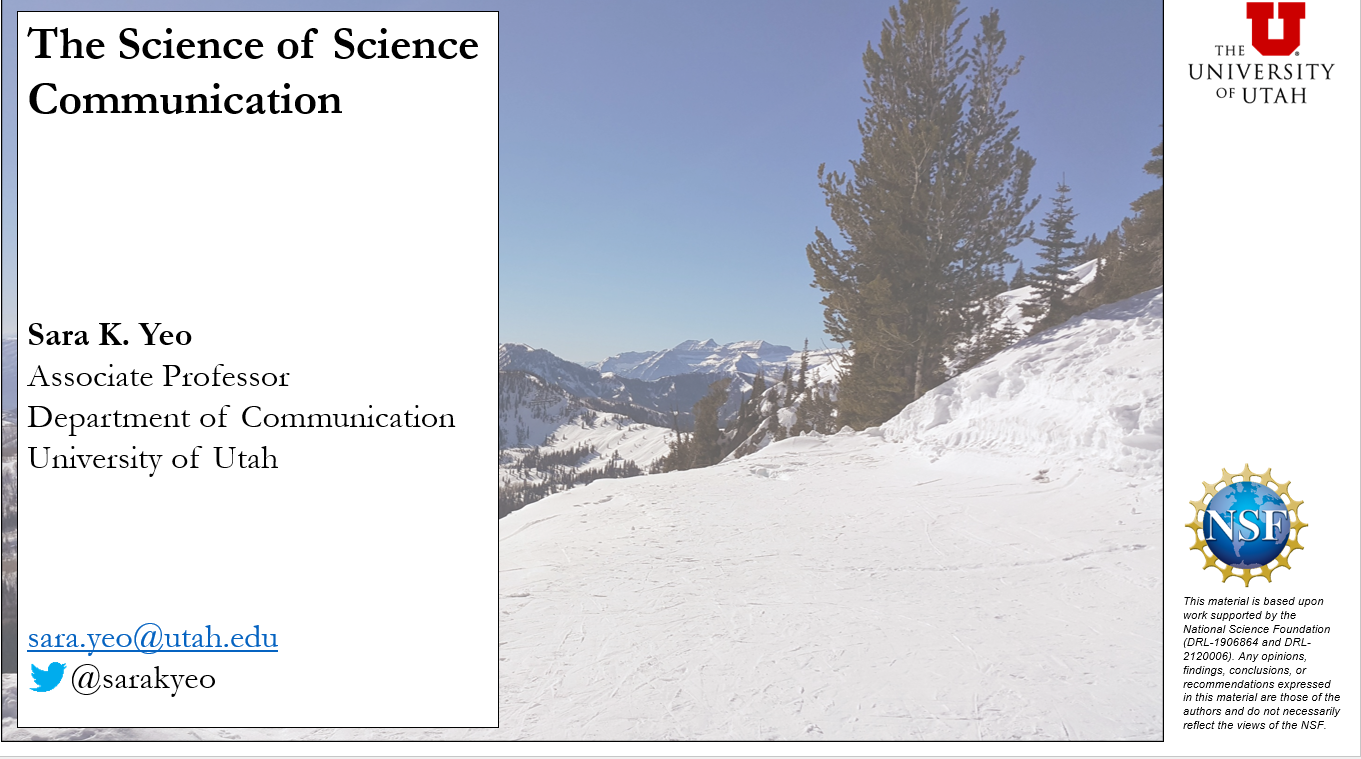 The Science of Science
Communication
Sara K. Yeo
Associate Professor
Department of Communication
University of Utah
sara.yeo@utah.edu
@sarakyeo
U
THE
UNIVERSITY
OF UTAH
NSF
This material is based upon
work supported by the
National Science Foundation
(DRL-1906864 and DRL-
2120006). Any opinions,
findings, conclusions, or
recommendations expressed
in this material are those of the
authors and do not necessarily
reflect the views of the NSF.